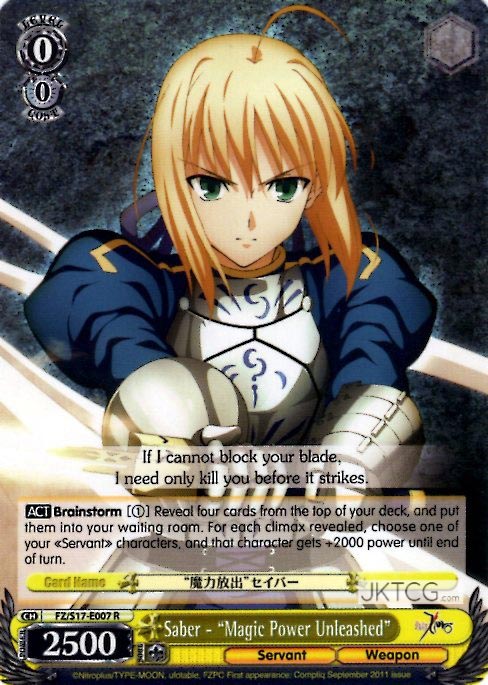 LEVEL
0
0
COST
If I cannot block your blade,
I need only kill you before it strikes.
ACT Brainstorm [①] Reveal four cards from the top of your deck, and put
them into your waiting room. For each climax revealed, choose one of
your «Servant» characters, and that character gets +2000 power until end
of turn.
Card Name
“魔力放出”セイバー
JKTCG.com
CH
FZ/S17-E007 R
Saber - “Magic Power Unleashed”
POWER
2500
SOUL
Servant
Weapon
©Nitroplus/TYPE-MOON, ufotable, FZPC First appearance: Comptiq September 2011 issue